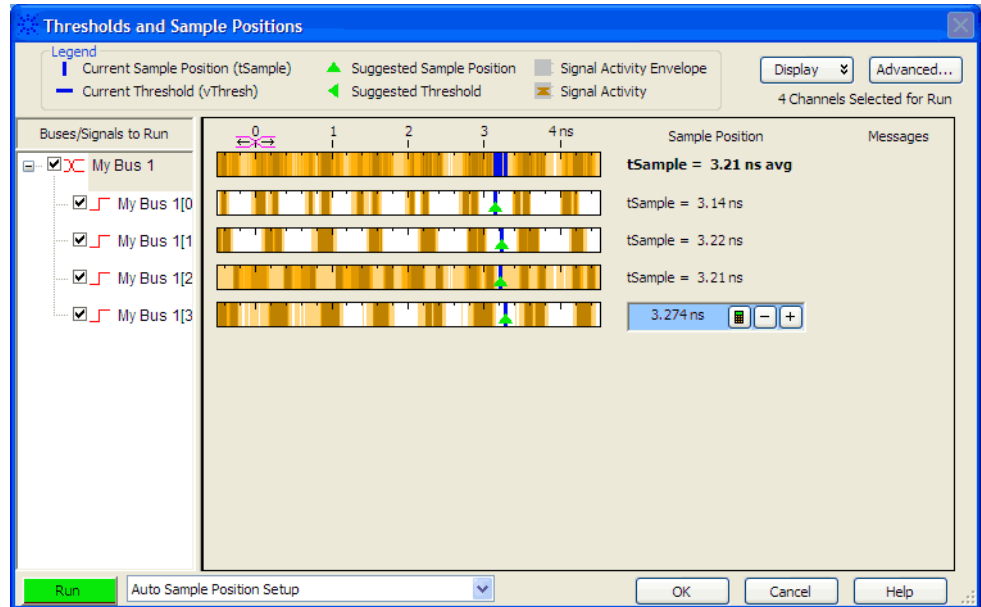 Thresholds and Sample Positions
Legend
Current Sample Position (tSample)
Suggested Sample Position
Signal Activity Envelope
Current Threshold (vThresh)
Suggested Threshold
Signal Activity
Display
Advanced...
4 Channels Selected for Run
Buses/Signals to Run
0 1 2 3 4 ns
Sample Position
Messages
My Bus 1
tSample = 3.21 ns avg
My Bus 1[0
tSample = 3.14 ns
My Bus 1[1
tSample = 3.22 ns
My Bus 1[2
tSample = 3.21 ns
My Bus 1[3
3.274 ns
Run
Auto Sample Position Setup
OK
Cancel
Help